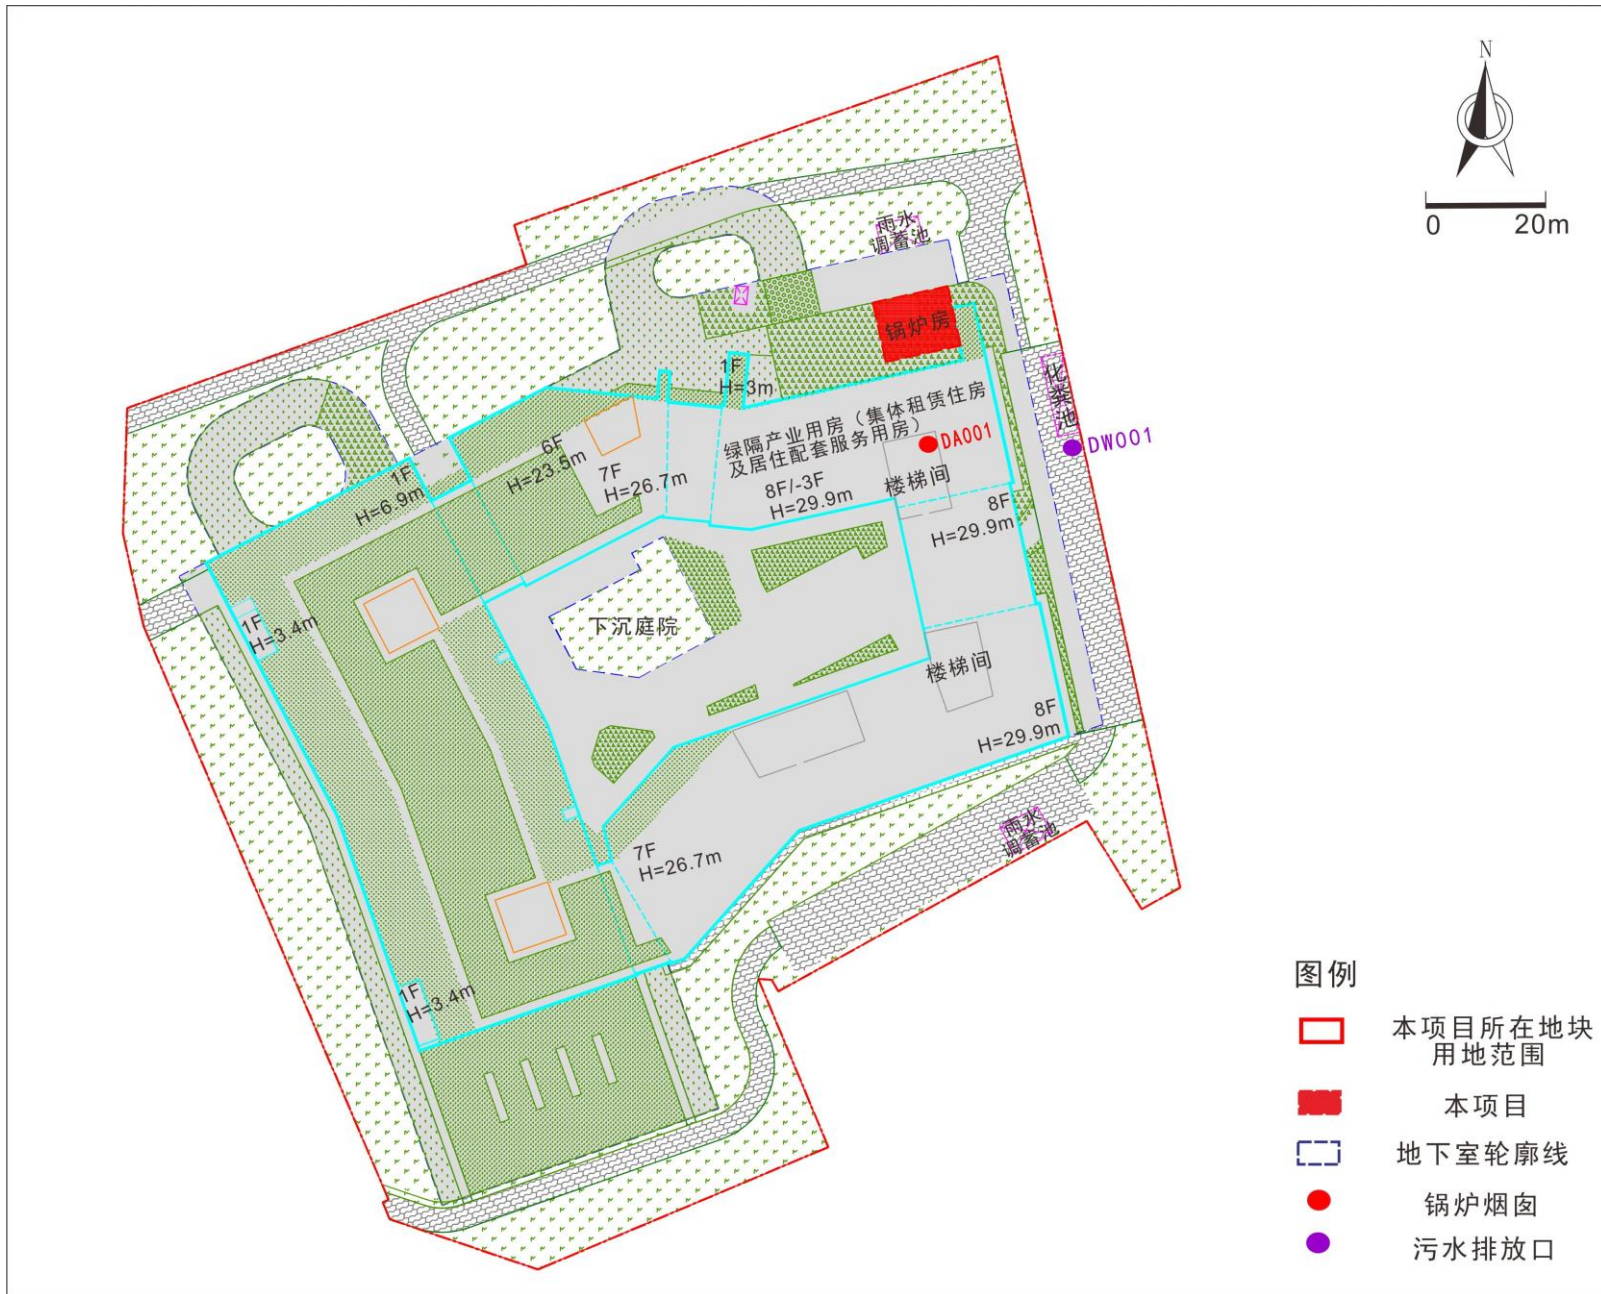 N
0 20m
雨水
调蓄池
锅炉房
化粪池
1F
H=3m
绿隔产业用房（集体租赁住房
及居住配套服务用房）
DA001
DW001
6F
H=23.5m
7F
H=26.7m
8F/-3F
H=29.9m
楼梯间
8F
H=29.9m
1F
H=6.9m
1F
H=3.4m
下沉庭院
楼梯间
8F
H=29.9m
雨水
调蓄池
7F
H=26.7m
1F
H=3.4m
图例
本项目所在地块
用地范围
本项目
地下室轮廓线
锅炉烟囱
污水排放口